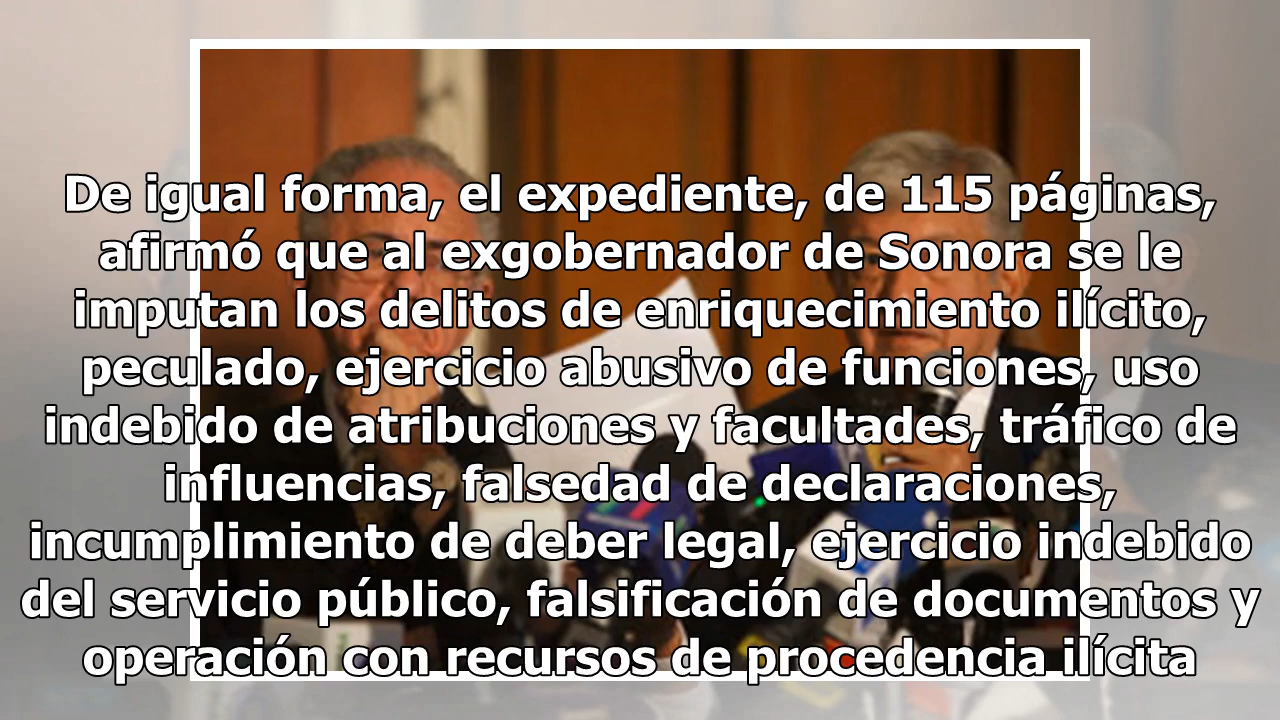 De igual forma, el expediente, de 115 páginas,
afirmó que al exgobernador de Sonora se le
imputan los delitos de enriquecimiento ilícito,
peculado, ejercicio abusivo de funciones, uso
indebido de atribuciones y facultades, tráfico de
influencias, falsedad de declaraciones,
incumplimiento de deber legal, ejercicio indebido
del servicio público, falsificación de documentos y
operación con recursos de procedencia ilícita